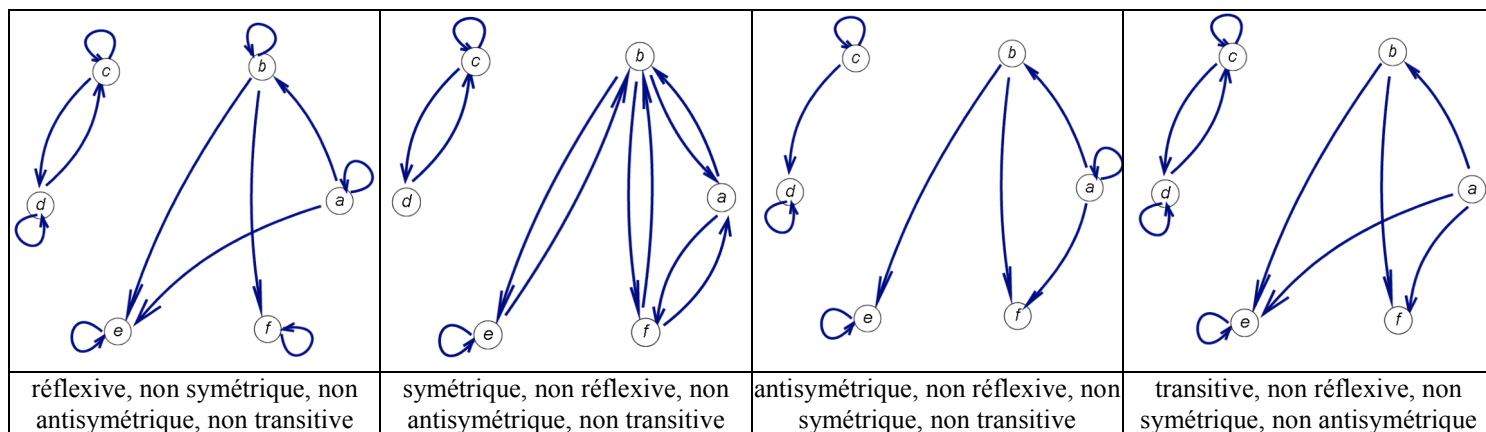 c
b
d
a
e
f
c
b
d
a
e
f
c
b
d
a
e
f
c
b
d
a
e
f
réflexive, non symétrique, non
antisymétrique, non transitive
symétrique, non réflexive, non
antisymétrique, non transitive
antisymétrique, non réflexive, non
symétrique, non transitive
transitive, non réflexive, non
symétrique, non antisymétrique